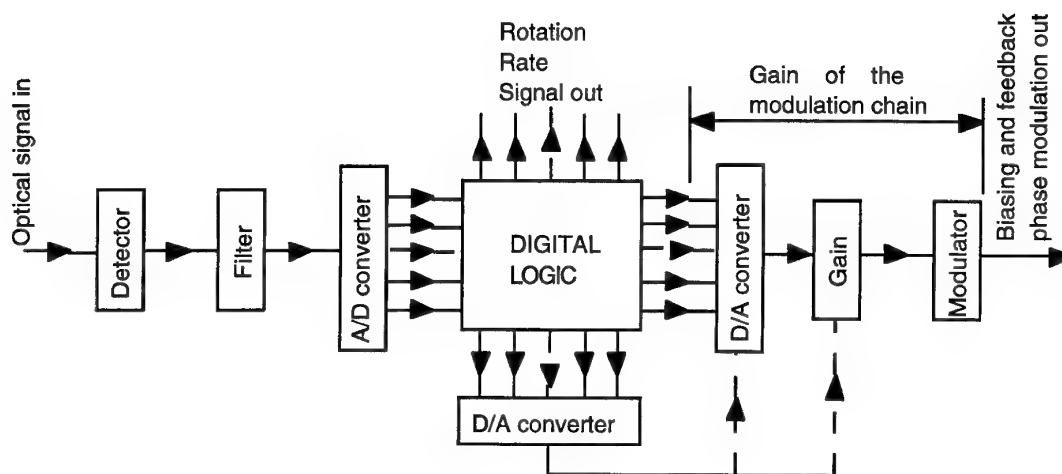 Rotation
Rate
Signal out
Gain of the
modulation chain
Biasing and feedback
phase modulation out
Optical signal in
Detector
Filter
A/D converter
DIGITAL
LOGIC
D/A converter
Gain
Modulator
D/A converter